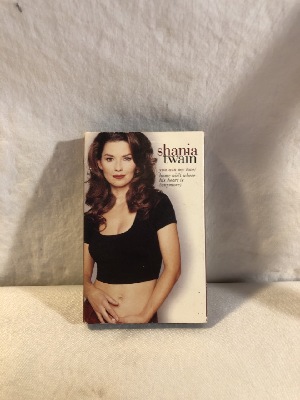 shania
twain
you win my love
home ain't where
his heart is
(anymore)